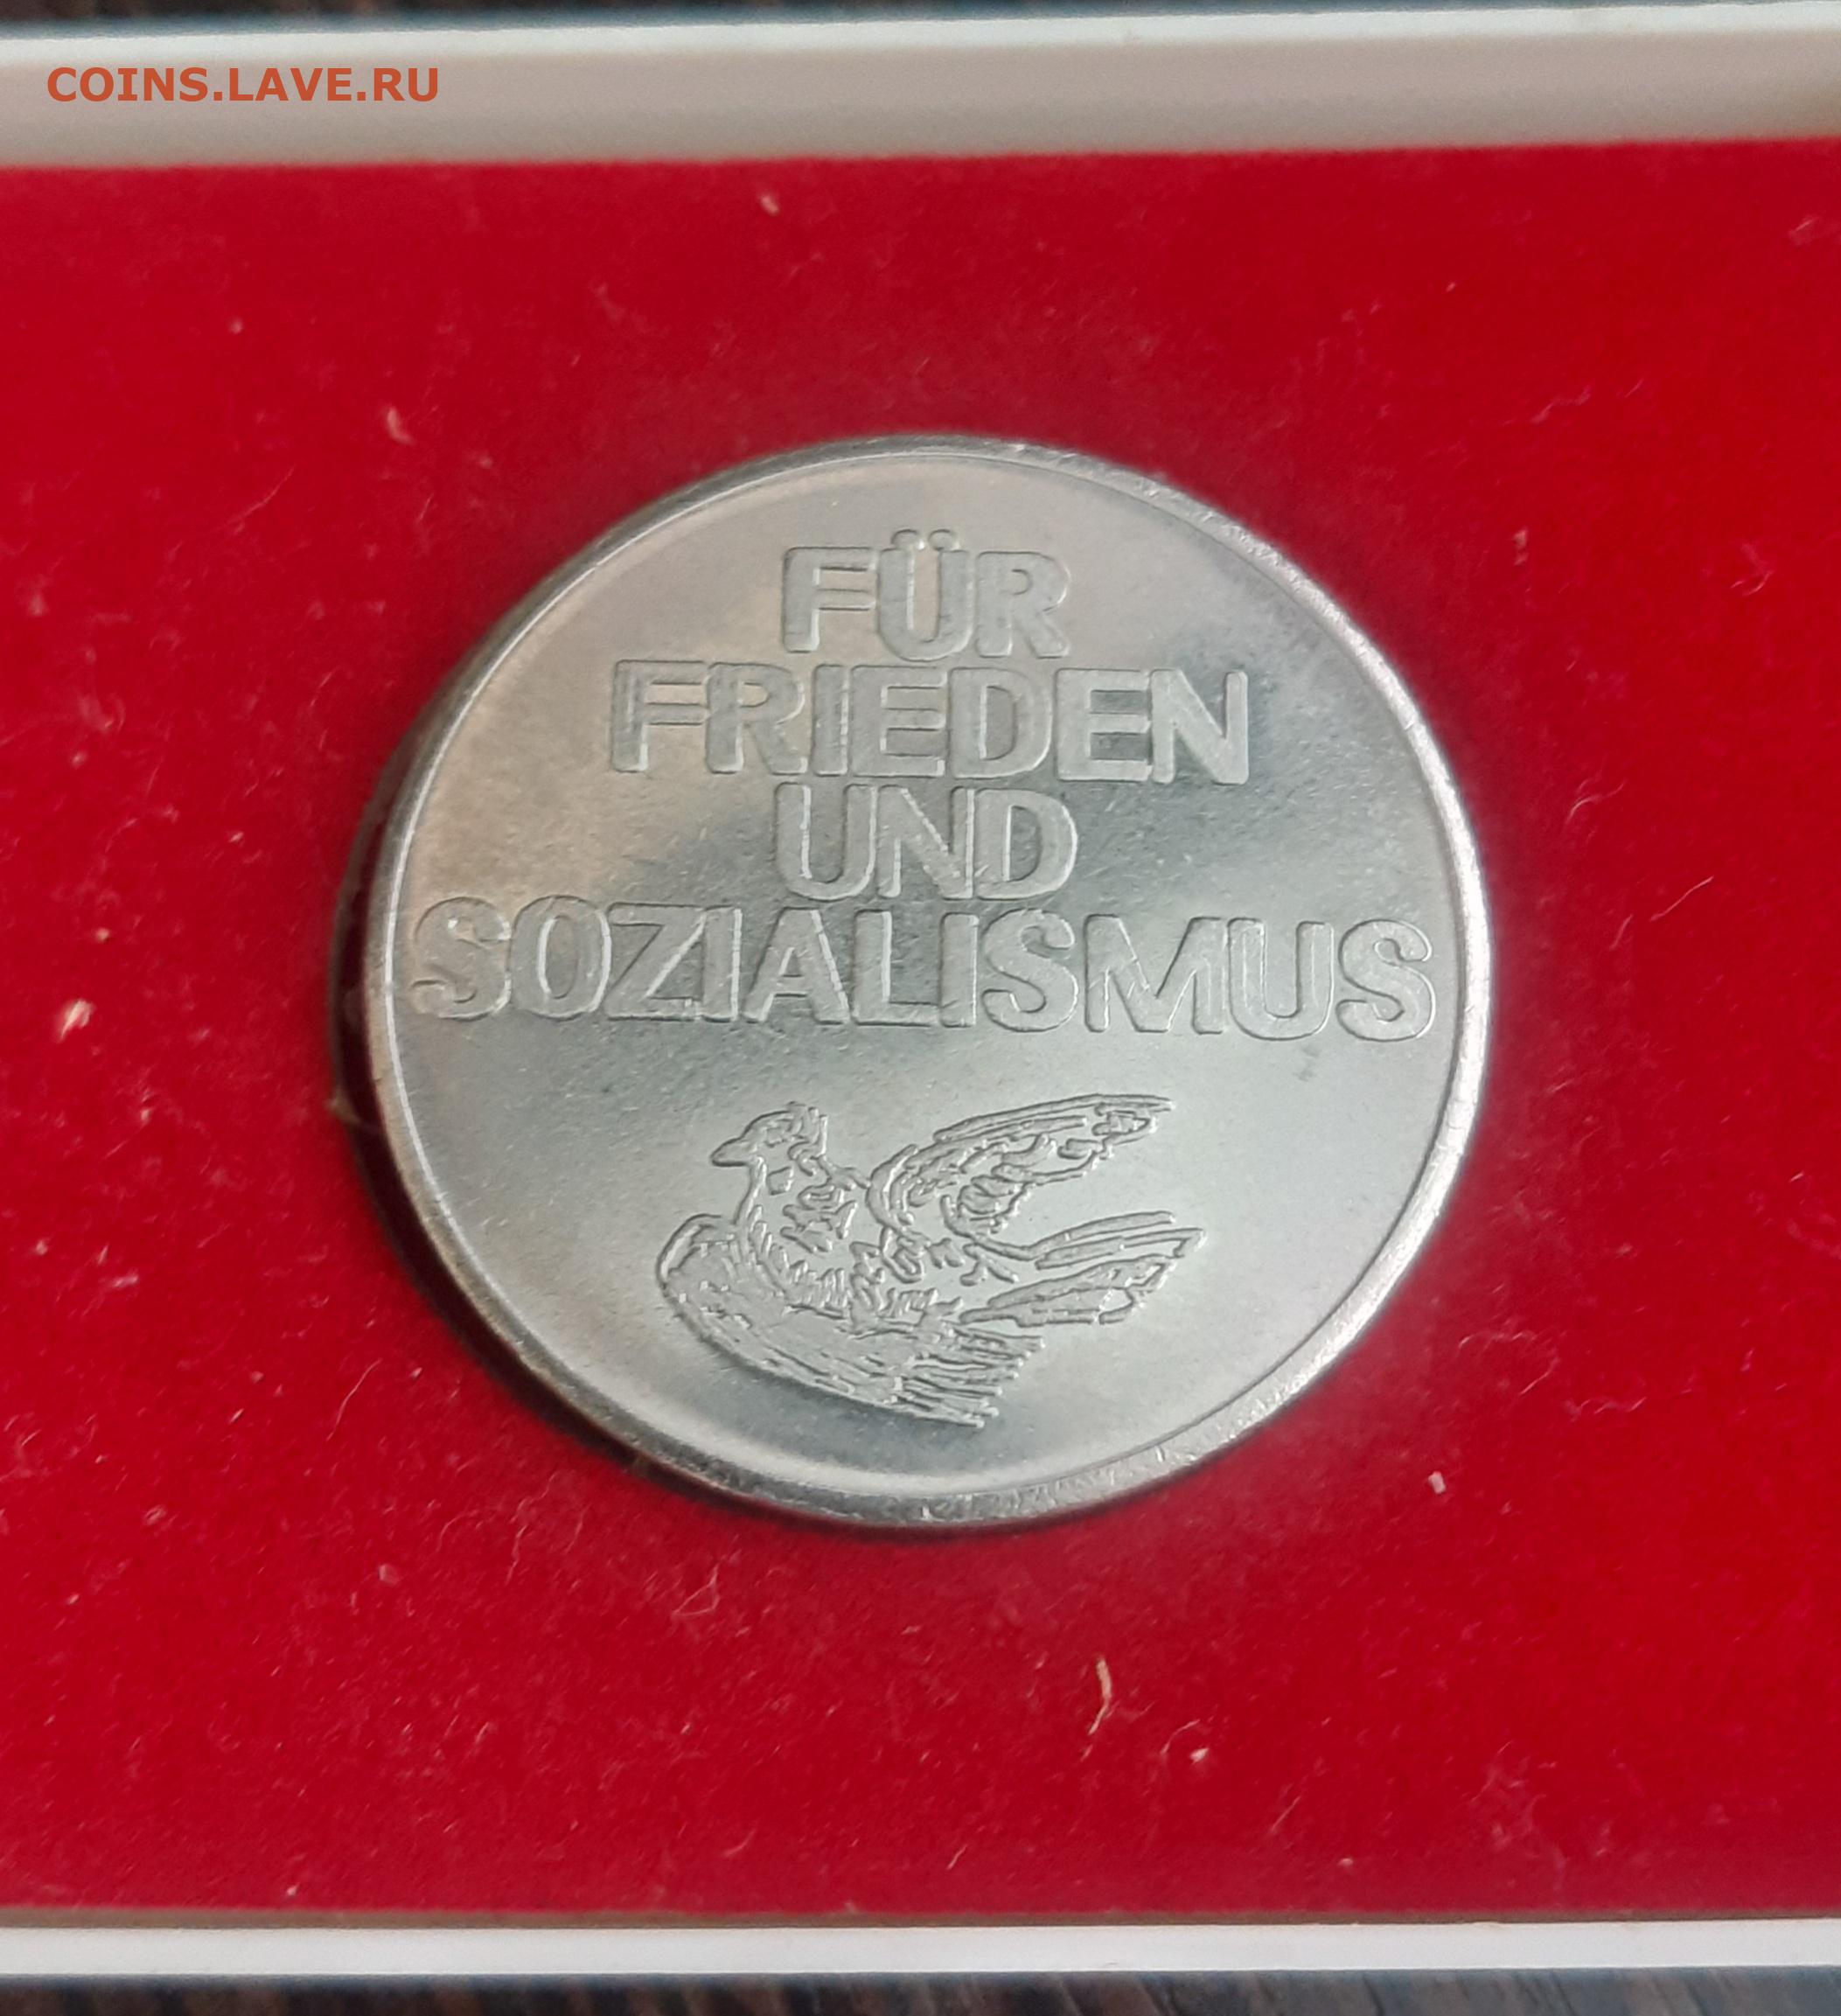 COINS.LAVE.RU
FÜR
FRIEDEN
UND
SOZIALISMUS